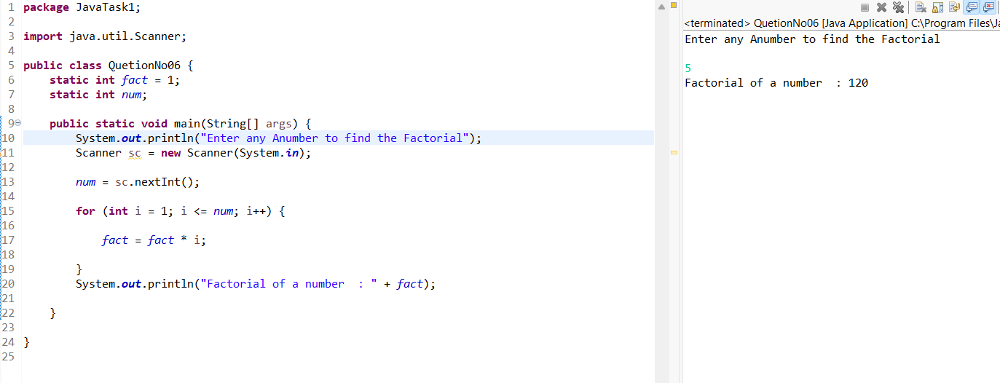 1 package JavaTask1;
2
3 import java.util.Scanner;
4
5 public class QuetionNo06 {
6     static int fact = 1;
7     static int num;
8
9     public static void main(String[] args) {
10         System.out.println("Enter any Anumber to find the Factorial");
11         Scanner sc = new Scanner(System.in);
12
13         num = sc.nextInt();
14
15         for (int i = 1; i <= num; i++) {
16
17             fact = fact * i;
18
19         }
20         System.out.println("Factorial of a number  : " + fact);
21
22     }
23
24 }
25
<terminated> QuetionNo06 [Java Application] C:\Program Files\Ja
Enter any Anumber to find the Factorial
5
Factorial of a number  : 120